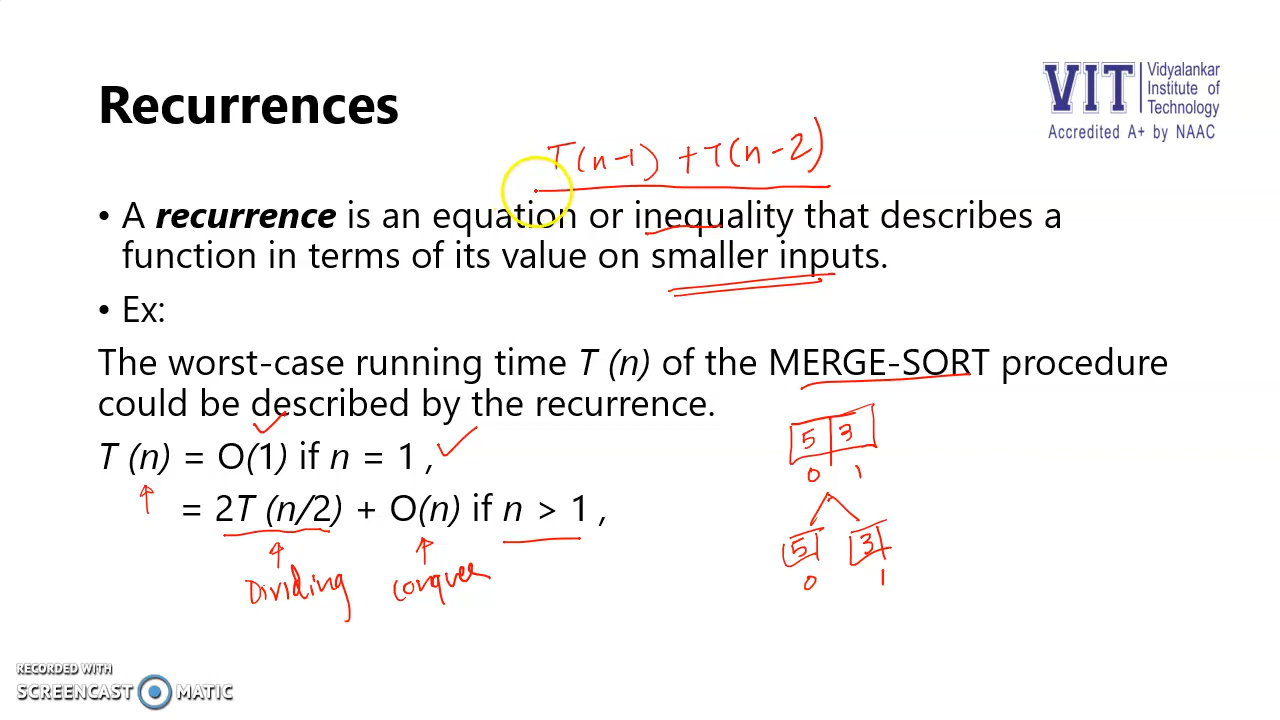 Recurrences
VIT
Vidyalankar
Institute of
Technology
Accredited A+ by NAAC
T(n-1) + T(n-2)
• A recurrence is an equation or inequality that describes a
function in terms of its value on smaller inputs.
• Ex:
The worst-case running time T (n) of the MERGE-SORT procedure
could be described by the recurrence.
T (n) = O(1) if n = 1 ,
= 2T (n/2) + O(n) if n > 1 ,
Dividing Conquer
5 3
0 1
5 3
0 1
RECORDED WITH
SCREENCAST MATIC